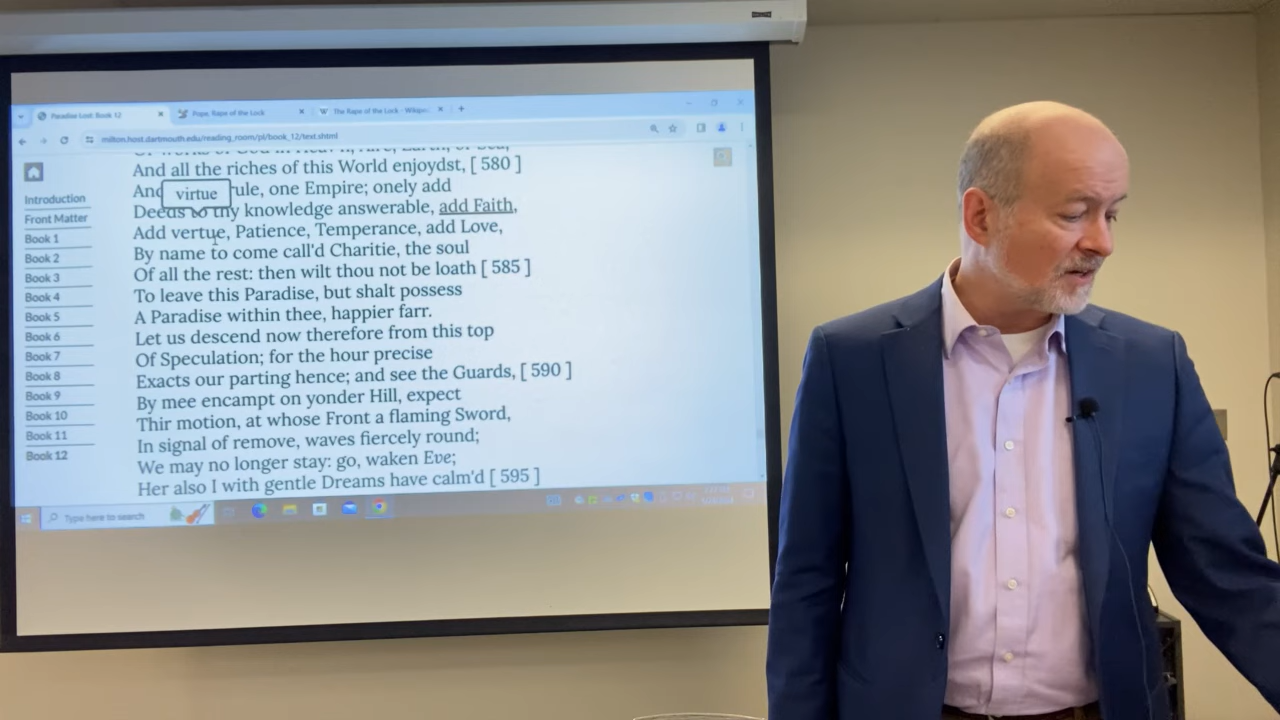 Paradise Lost: Book 12
Pope, Rape of the Lock
The Rape of the Lock - Wikipe
milton.host.dartmouth.edu/reading_room/pl/book_12/text.shtml
Introduction
Front Matter
Book 1
Book 2
Book 3
Book 4
Book 5
Book 6
Book 7
Book 8
Book 9
Book 10
Book 11
Book 12
And all the riches of this World enjoydst, [ 580 ]
And rule, one Empire; onely add
virtue
Deeds to thy knowledge answerable, add Faith,
Add vertue, Patience, Temperance, add Love,
By name to come call'd Charitie, the soul
Of all the rest: then wilt thou not be loath [ 585 ]
To leave this Paradise, but shalt possess
A Paradise within thee, happier farr.
Let us descend now therefore from this top
Of Speculation; for the hour precise
Exacts our parting hence; and see the Guards, [ 590 ]
By mee encampt on yonder Hill, expect
Thir motion, at whose Front a flaming Sword,
In signal of remove, waves fiercely round;
We may no longer stay: go, waken Eve;
Her also I with gentle Dreams have calm'd [ 595 ]
Type here to search